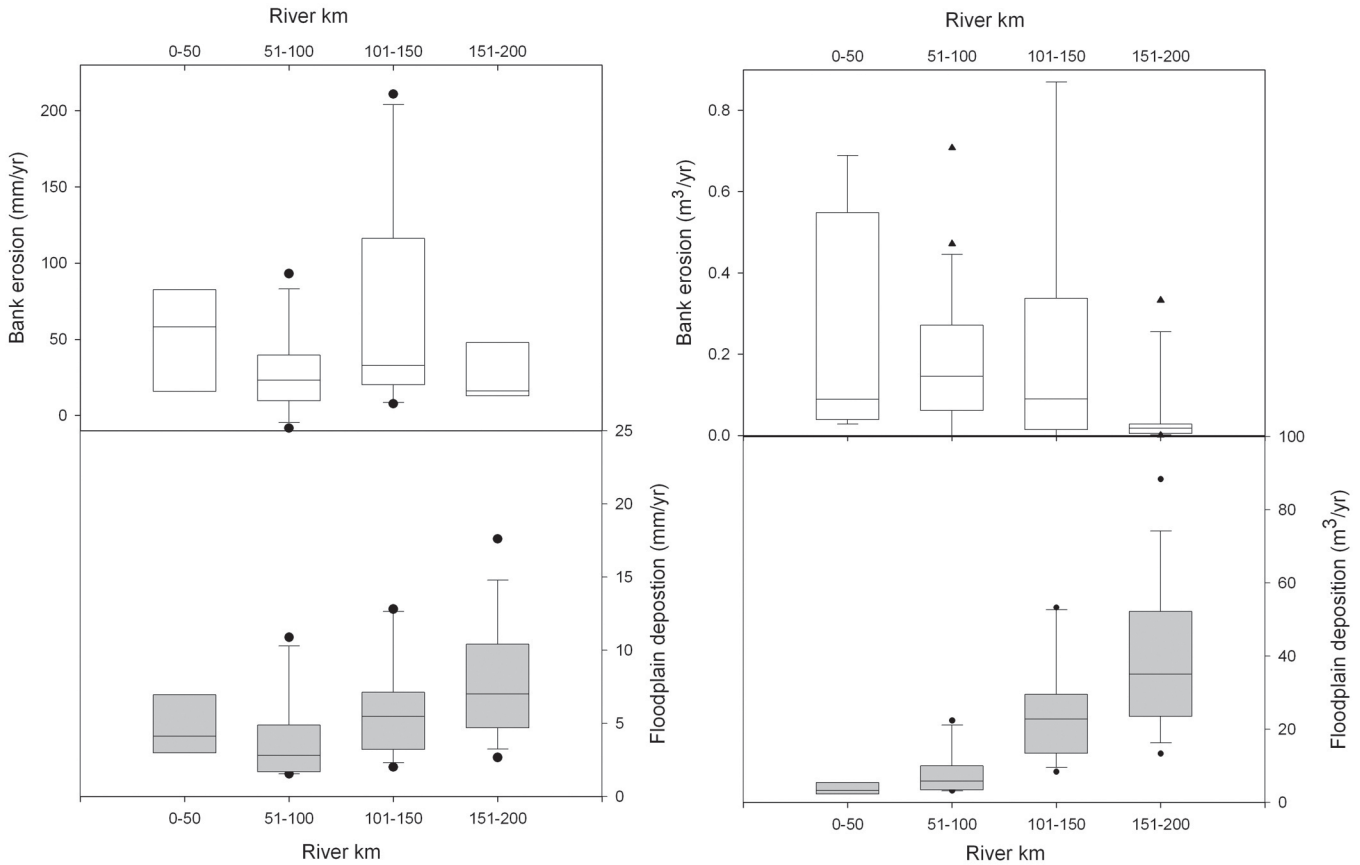 River km
0-50 51-100 101-150 151-200
200
150
100
50
0
Bank erosion (mm/yr)
25
20
15
10
5
0
Floodplain depostion (mm/yr)
0-50 51-100 101-150 151-200
River km
River km
0-50 51-100 101-150 151-200
0.8
0.6
0.4
0.2
0.0
Bank erosion (m³/yr)
100
80
60
40
20
0
Floodplain deposition (m³/yr)
0-50 51-100 101-150 151-200
River km